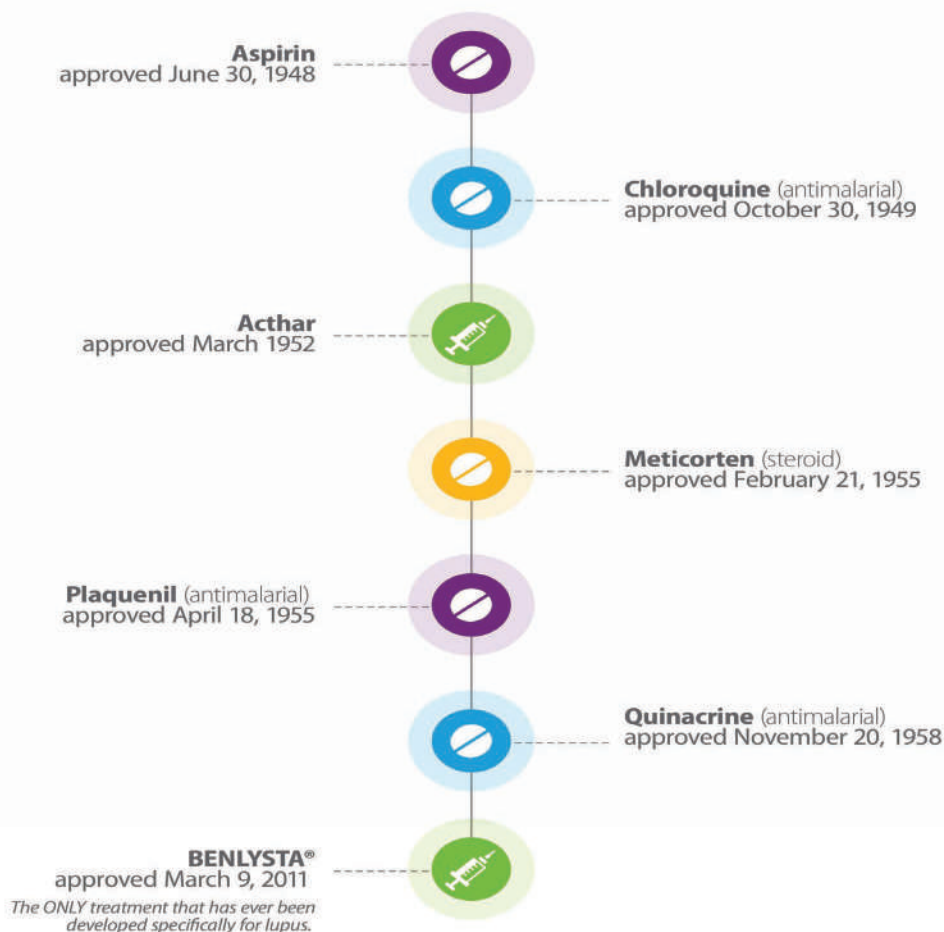 Aspirin
approved June 30, 1948
Chloroquine (antimalarial)
approved October 30, 1949
Acthar
approved March 1952
Meticorten (steroid)
approved February 21, 1955
Plaquenil (antimalarial)
approved April 18, 1955
Quinacrine (antimalarial)
approved November 20, 1958
BENLYSTA®
approved March 9, 2011
The ONLY treatment that has ever been
developed specifically for lupus.